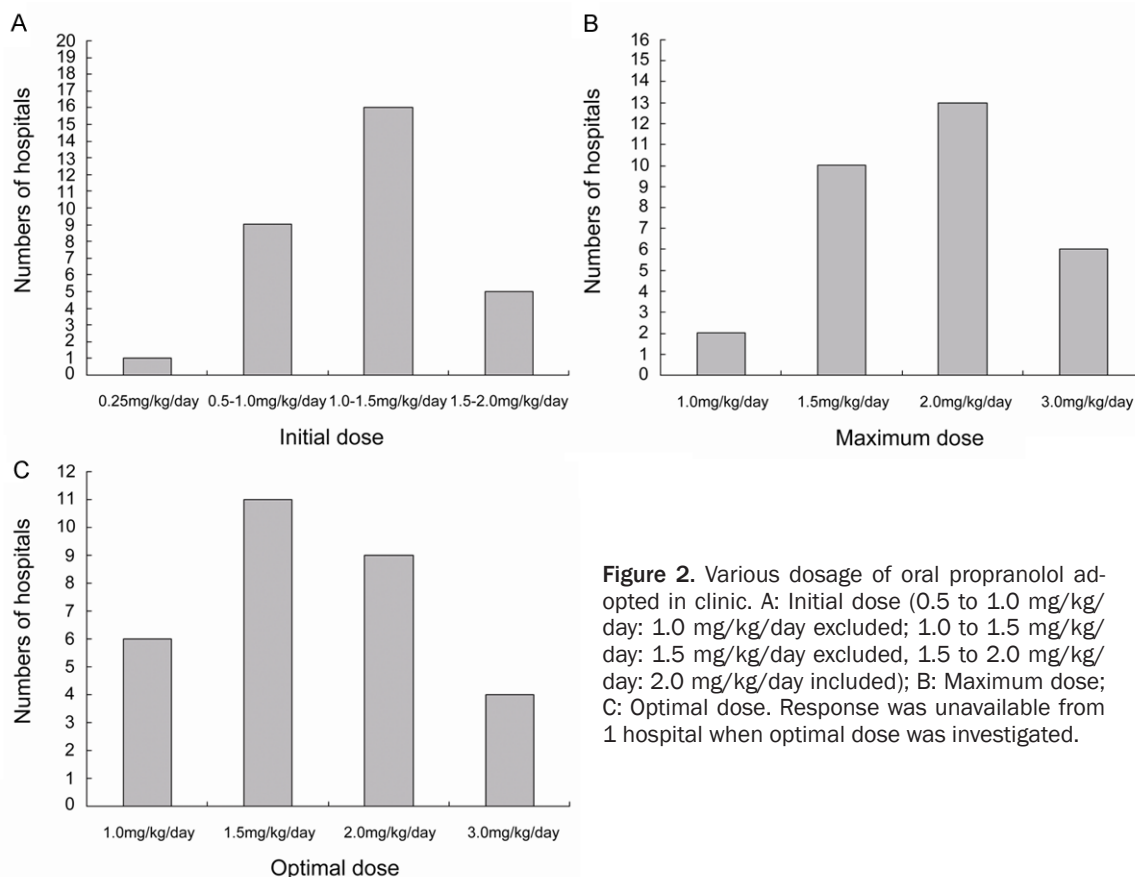 A
Numbers of hospitals
20
19
18
17
16
15
14
13
12
11
10
9
8
7
6
5
4
3
2
1
0
0.25mg/kg/day 0.5-1.0mg/kg/day 1.0-1.5mg/kg/day 1.5-2.0mg/kg/day
Initial dose
B
Numbers of hospitals
16
15
14
13
12
11
10
9
8
7
6
5
4
3
2
1
0
1.0mg/kg/day 1.5mg/kg/day 2.0mg/kg/day 3.0mg/kg/day
Maximum dose
C
Numbers of hospitals
12
11
10
9
8
7
6
5
4
3
2
1
0
1.0mg/kg/day 1.5mg/kg/day 2.0mg/kg/day 3.0mg/kg/day
Optimal dose
Figure 2. Various dosage of oral propranolol ad-
opted in clinic. A: Initial dose (0.5 to 1.0 mg/kg/
day: 1.0 mg/kg/day excluded; 1.0 to 1.5 mg/kg/
day: 1.5 mg/kg/day excluded, 1.5 to 2.0 mg/kg/
day: 2.0 mg/kg/day included); B: Maximum dose;
C: Optimal dose. Response was unavailable from
1 hospital when optimal dose was investigated.